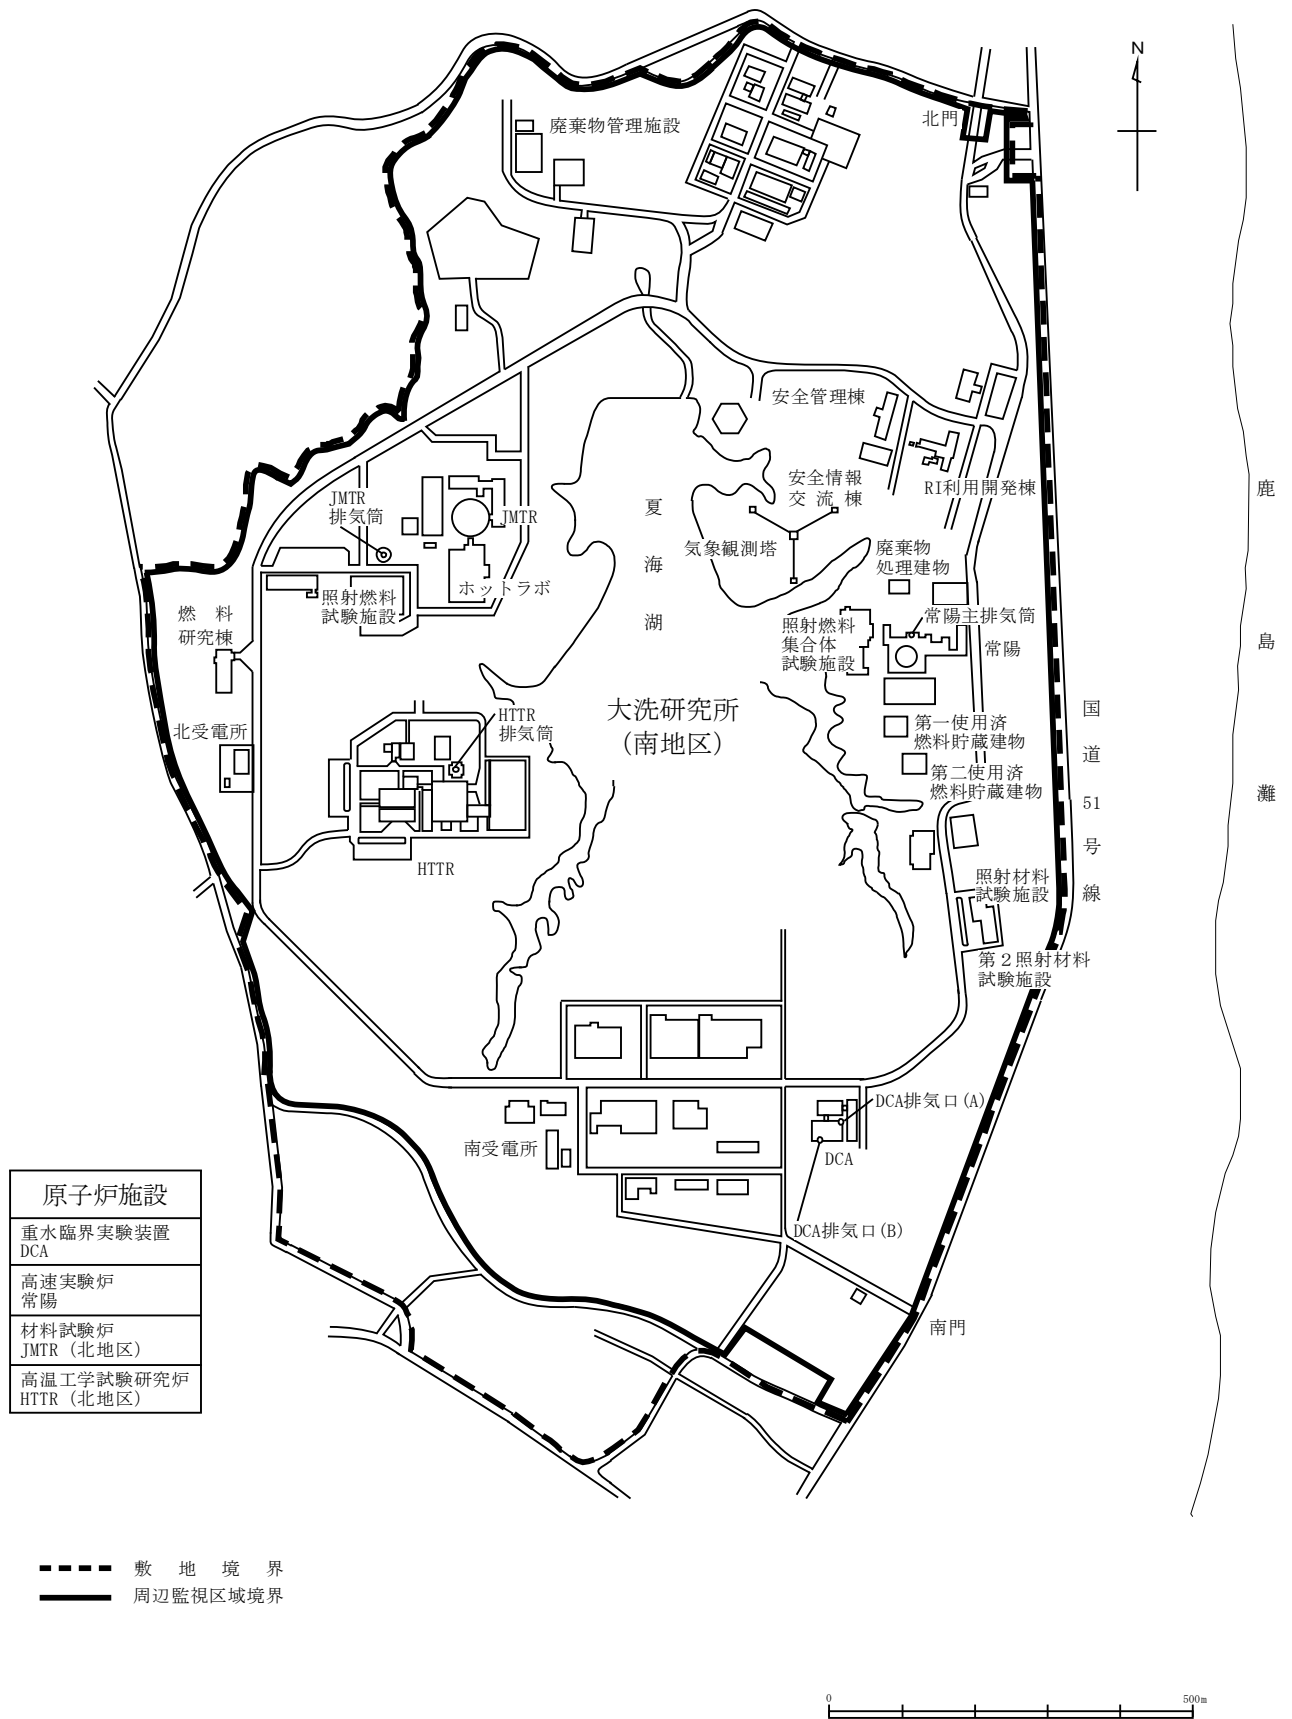 N
北門
廃棄物管理施設
安全管理棟
安全情報
交流棟
RI利用開発棟
JMTR
排気筒
JMTR
夏海湖
鹿島灘
気象観測塔
廃棄物
処理建物
ホットラボ
照射燃料
試験施設
燃料
研究棟
照射燃料
集合体
試験施設
常陽主排気筒
常陽
北受電所
HTTR
排気筒
大洗研究所
(南地区)
国道51号線
第一使用済
燃料貯蔵建物
第二使用済
燃料貯蔵建物
HTTR
照射材料
試験施設
第2照射材料
試験施設
DCA排気口(A)
南受電所
DCA
DCA排気口(B)
南門
原子炉施設
重水臨界実験装置
DCA
高速実験炉
常陽
材料試験炉
JMTR (北地区)
高温工学試験研究炉
HTTR (北地区)
敷地境界
周辺監視区域境界
0
500m